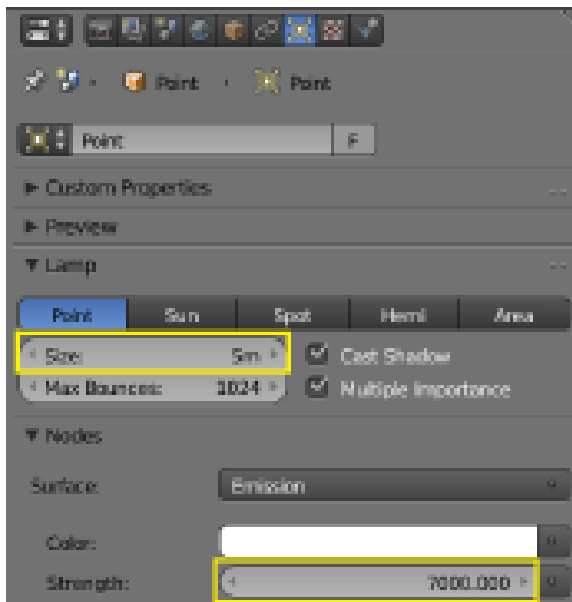 Point Point
Point F
Custom Properties
Preview
Lamp
Point Sun Spot Hemi Area
Size: 5m Cast Shadow
Max Bounces: 1024 Multiple Importance
Nodes
Surface: Emission
Color:
Strength: 7000.000